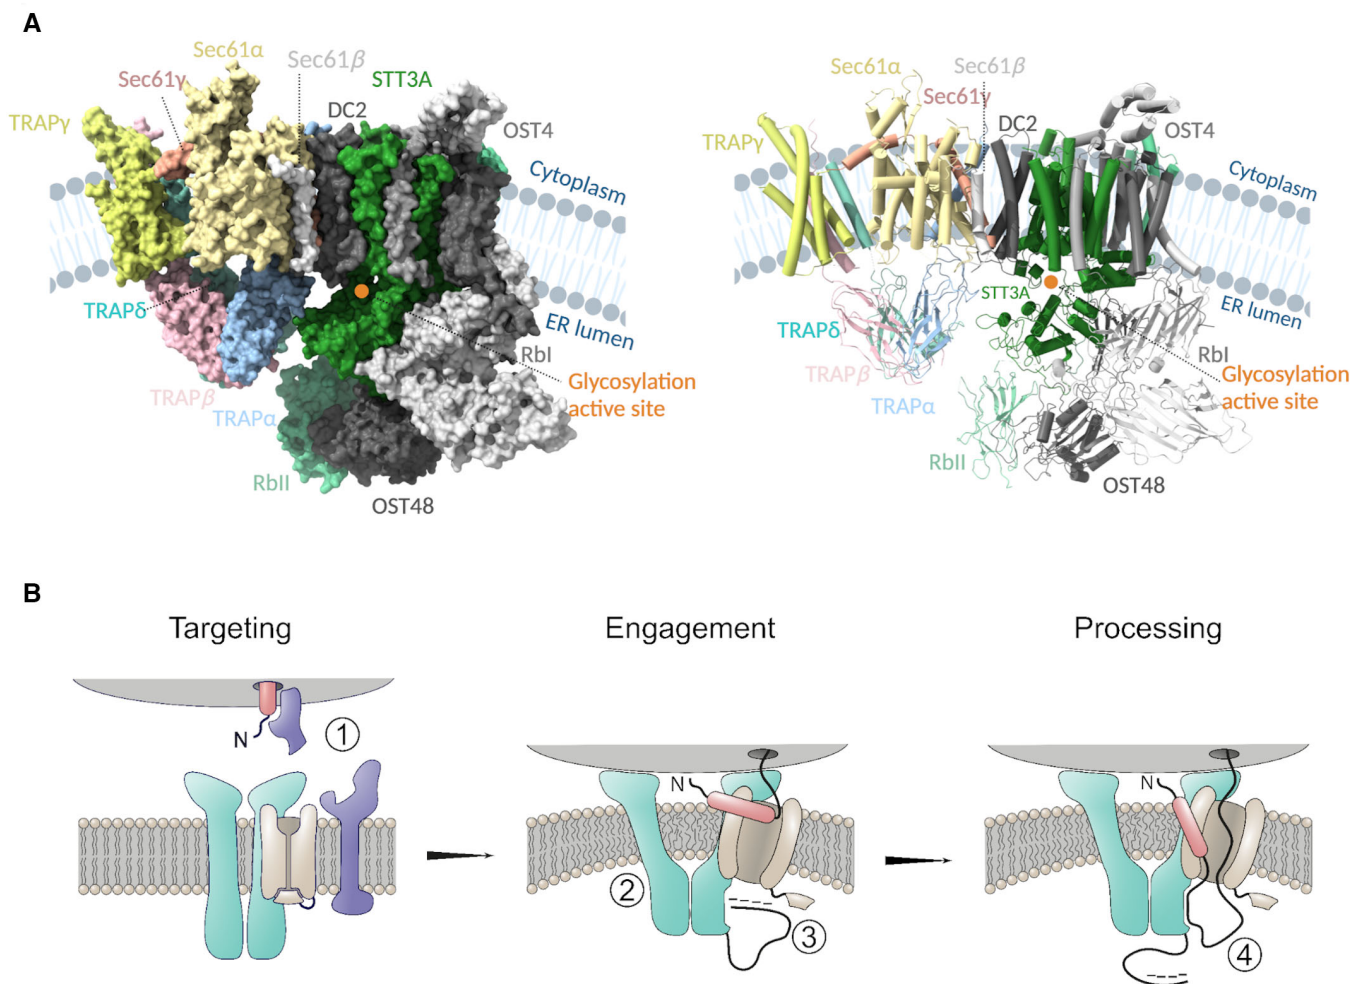 A
Sec61α
Sec61β
Sec61γ
STT3A
DC2
TRAPγ
OST4
Cytoplasm
TRAPδ
ER lumen
RbI
TRAPβ
Glycosylation
active site
TRAPα
RbII
OST48
Sec61α
Sec61β
Sec61γ
DC2
OST4
TRAPγ
Cytoplasm
STT3A
ER lumen
TRAPδ
RbI
TRAPβ
Glycosylation
active site
TRAPα
RbII
OST48
B
Targeting
Engagement
Processing
N
1
N
2
3
N
4